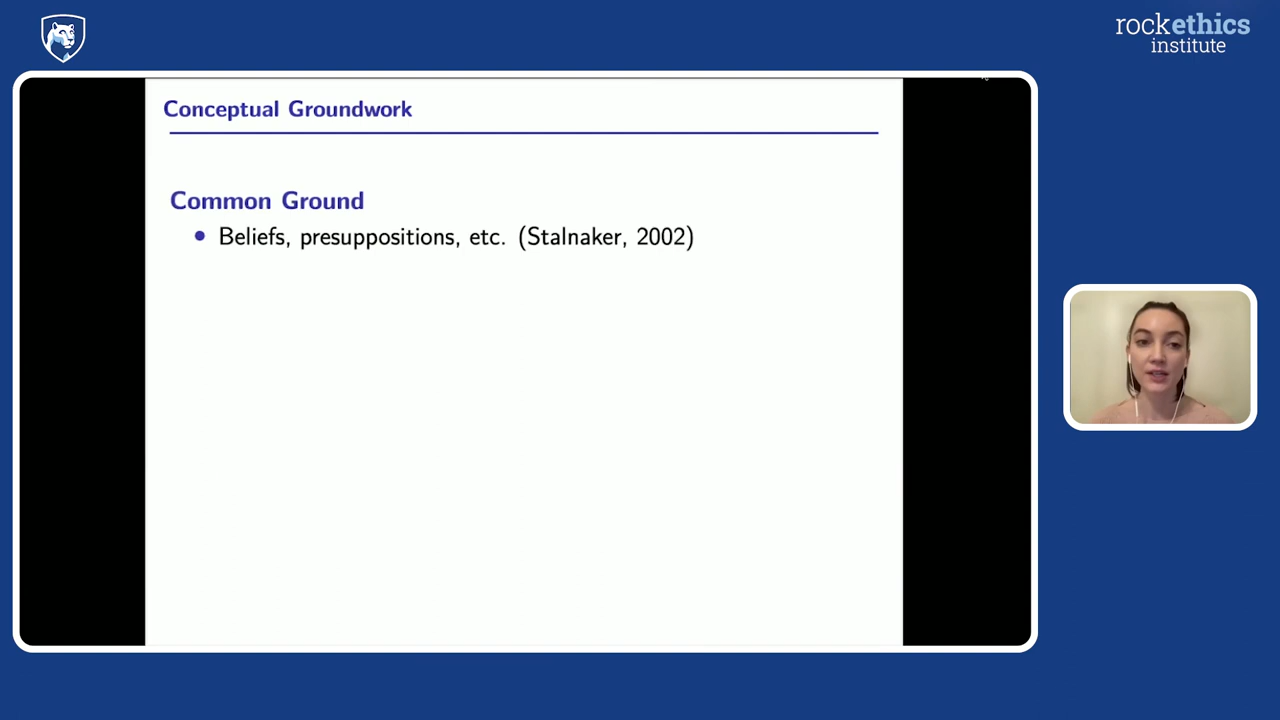 rockethics
institute
Conceptual Groundwork
Common Ground
Beliefs, presuppositions, etc. (Stalnaker, 2002)